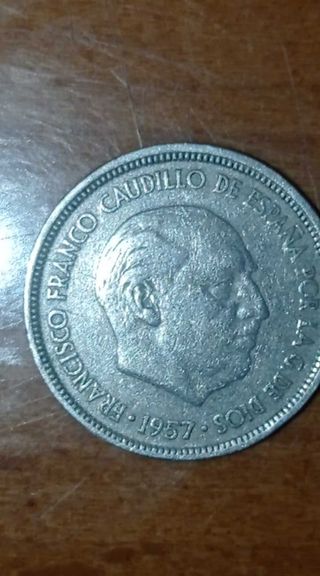 FRANCISCO FRANCO CAUDILLO DE ESPAÑA POR LA G. DE DIOS
· 1957 ·